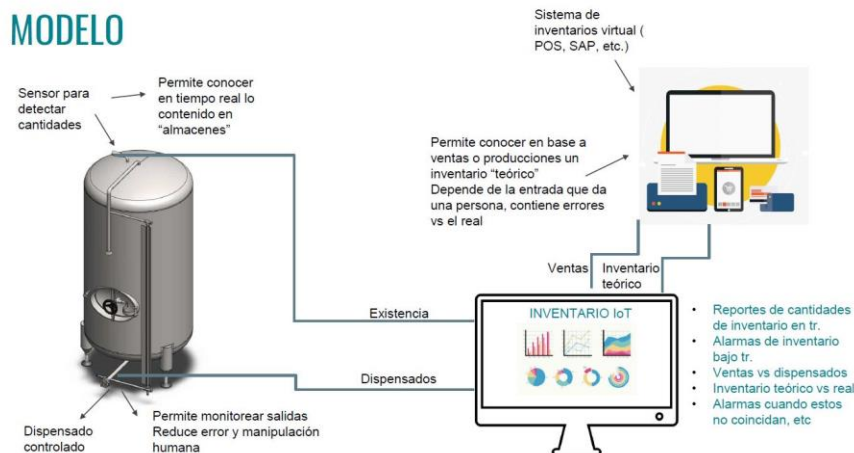 MODELO
Sensor para
detectar
cantidades
Permite conocer
en tiempo real lo
contenido en
“almacenes”
Sistema de
inventarios virtual (
POS, SAP, etc.)
Permite conocer en base a
ventas o producciones un
inventario “teórico”
Depende de la entrada que da
una persona, contiene errores
vs el real
Ventas
Inventario
teórico
Existencia
Dispensados
INVENTARIO IoT
• Reportes de cantidades
de inventario en tr.
• Alarmas de inventario
bajo tr.
• Ventas vs dispensados
• Inventario teórico vs real
• Alarmas cuando estos
no coincidan, etc
Dispensado
controlado
Permite monitorear salidas
Reduce error y manipulación
humana